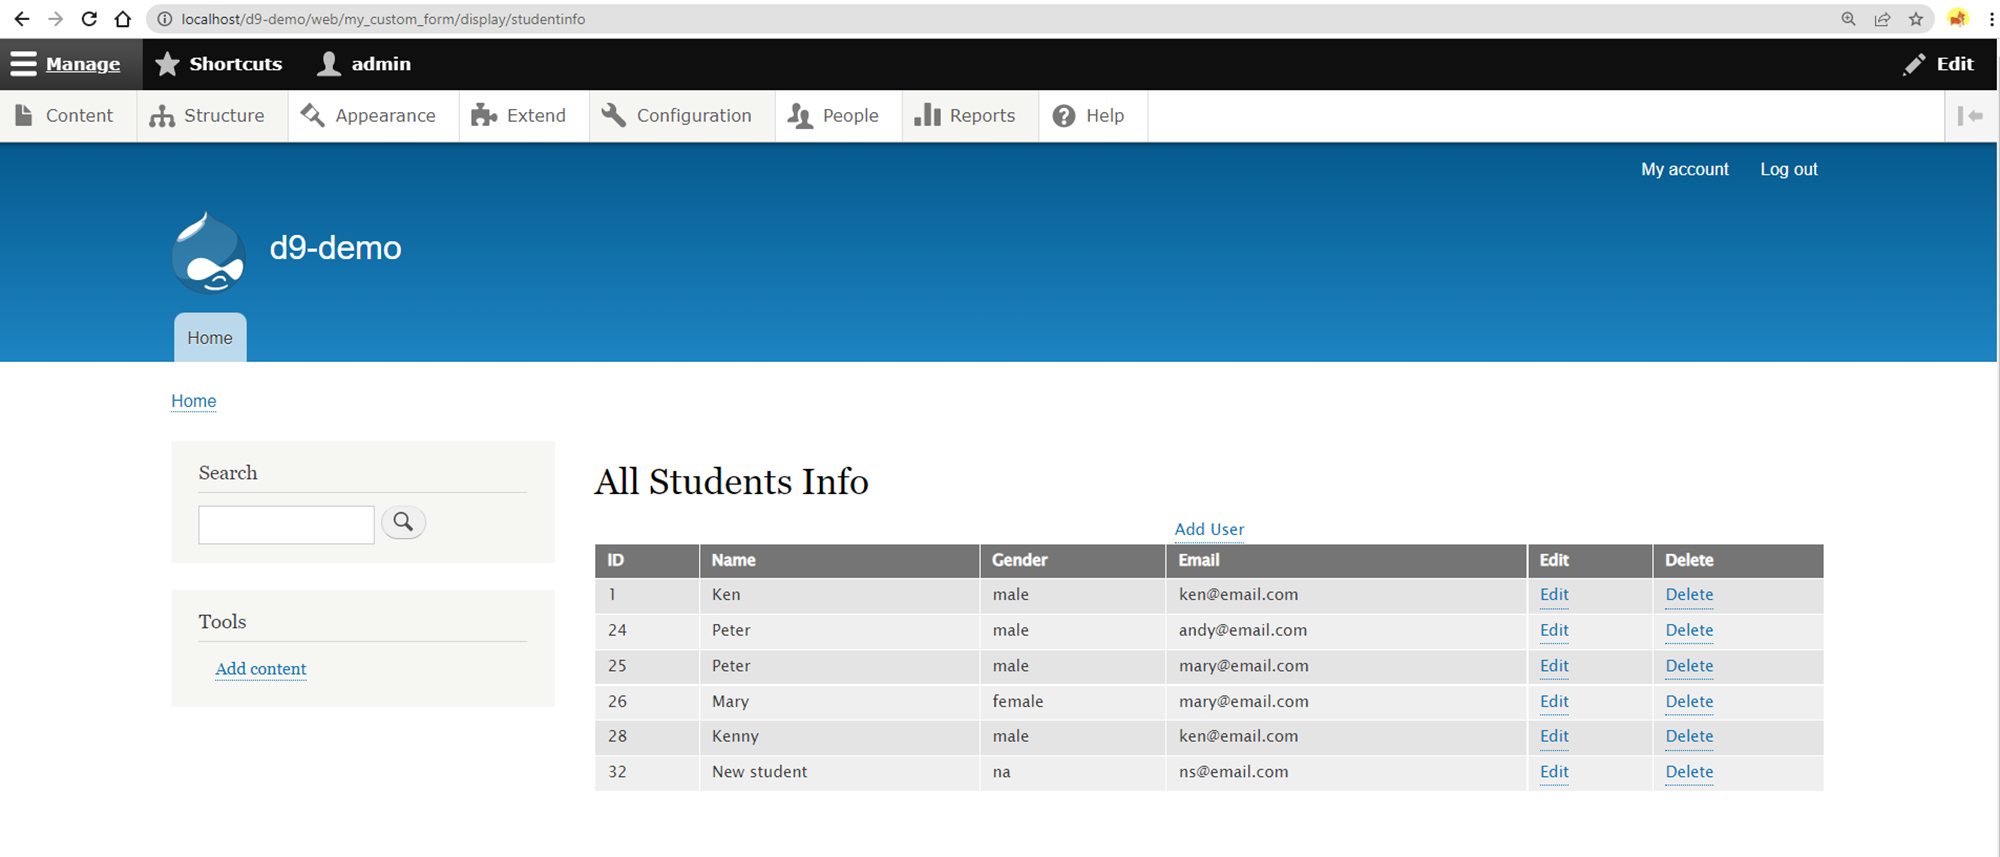 localhost/d9-demo/web/my_custom_form/display/studentinfo
Manage Shortcuts admin Edit
Content Structure Appearance Extend Configuration People Reports Help
My account Log out
d9-demo
Home
Home
Search
Tools
Add content
All Students Info
Add User
ID Name Gender Email Edit Delete
1 Ken male ken@email.com Edit Delete
24 Peter male andy@email.com Edit Delete
25 Peter male mary@email.com Edit Delete
26 Mary female mary@email.com Edit Delete
28 Kenny male ken@email.com Edit Delete
32 New student na ns@email.com Edit Delete